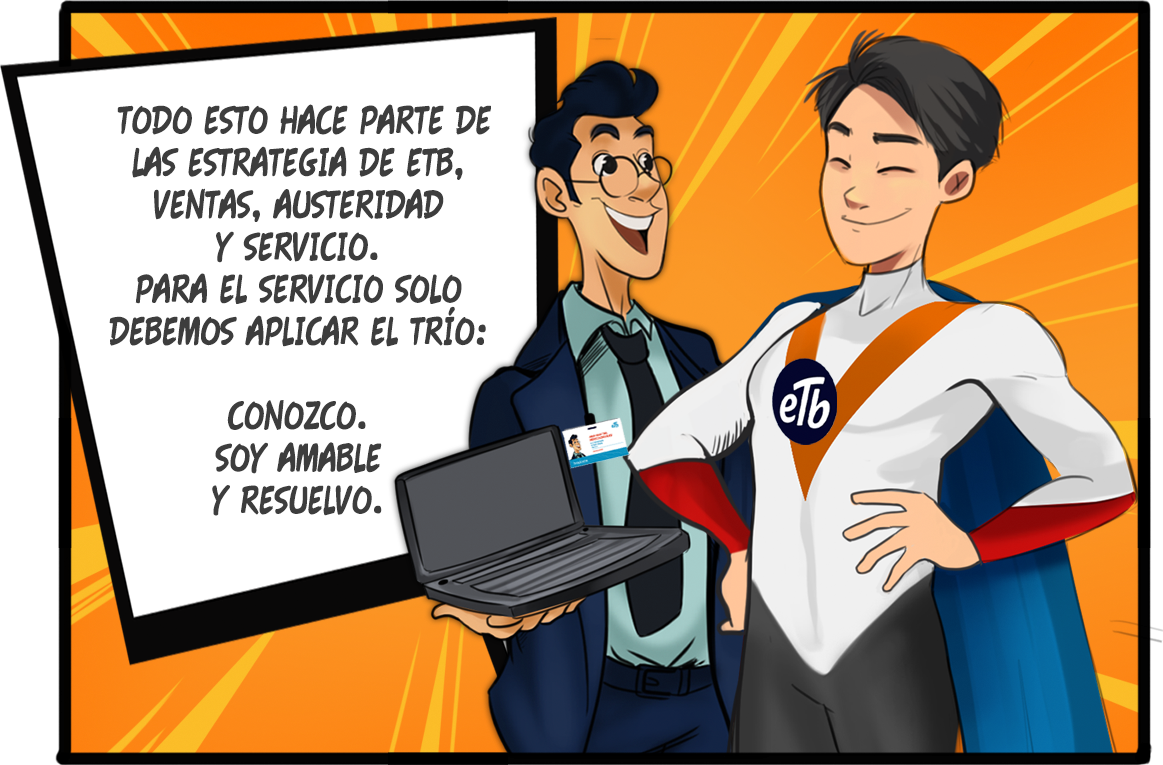 TODO ESTO HACE PARTE DE
LAS ESTRATEGIA DE ETB,
VENTAS, AUSTERIDAD
Y SERVICIO.
PARA EL SERVICIO SOLO
DEBEMOS APLICAR EL TRÍO:
CONOZCO.
SOY AMABLE
Y RESUELVO.
eTb